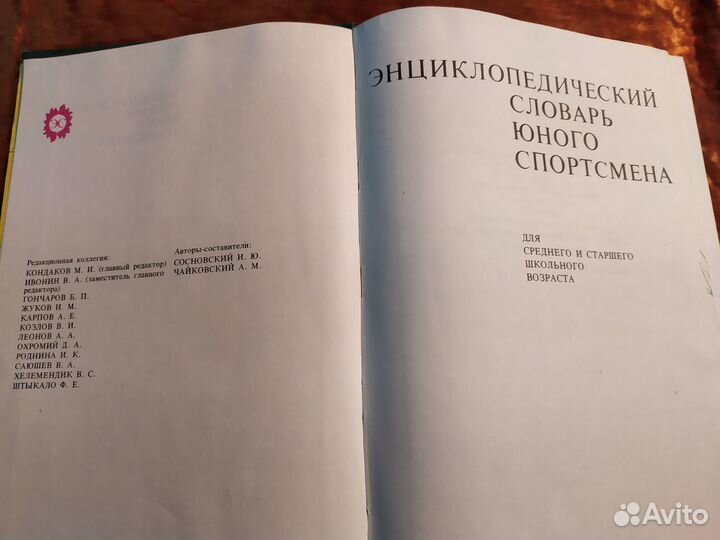 Редакционная коллегия:
КОНДАКОВ М. И. (главный редактор)
ИВОНИН В. А. (заместитель главного
редактора)
ГОНЧАРОВ Б. П.
ЖУКОВ И. М.
КАРПОВ А. Е.
КОЗЛОВ В. И.
ЛЕОНОВ А. А.
ОХРОМИЙ Д. А.
РОДНИНА И. К.
САЮШЕВ В. А.
ХЕЛЕМЕНДИК В. С.
ШТЫКАЛО Ф. Е.
Авторы-составители:
СОСНОВСКИЙ И. Ю.
ЧАЙКОВСКИЙ А. М.
ЭНЦИКЛОПЕДИЧЕСКИЙ
СЛОВАРЬ
ЮНОГО
СПОРТСМЕНА
ДЛЯ
СРЕДНЕГО И СТАРШЕГО
ШКОЛЬНОГО
ВОЗРАСТА
Avito